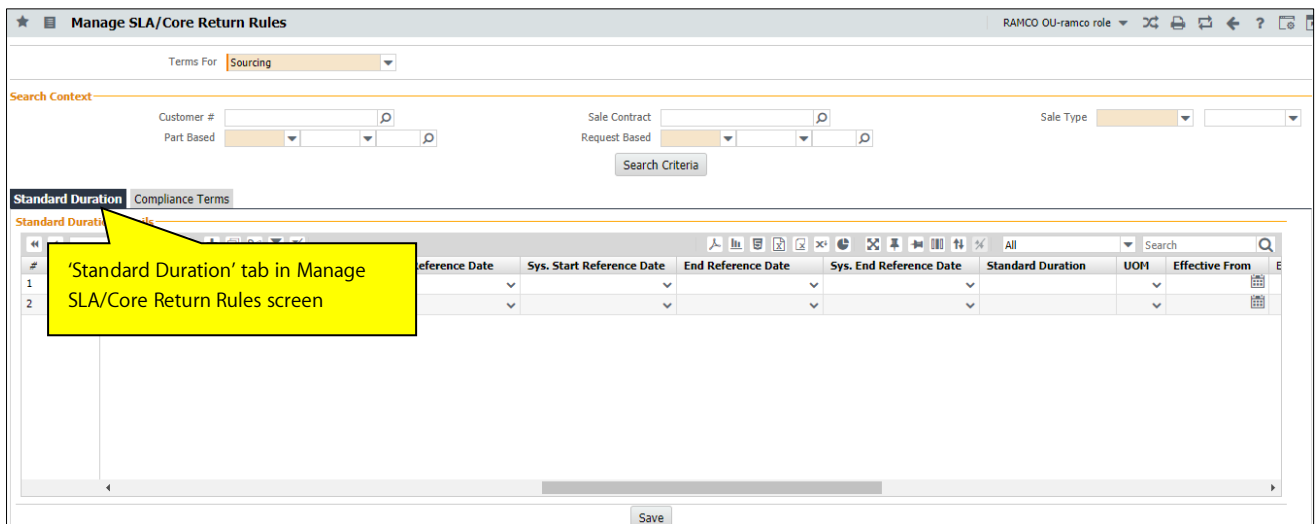 Manage SLA/Core Return Rules RAMCO OU-ramco role ?
Terms For Sourcing
Search Context
Customer # Sale Contract Sale Type
Part Based Request Based
Search Criteria
Standard Duration Compliance Terms
Standard
All Search
# Reference Date Sys. Start Reference Date End Reference Date Sys. End Reference Date Standard Duration UOM Effective From E
1
2
‘Standard Duration’ tab in Manage
SLA/Core Return Rules screen
Save